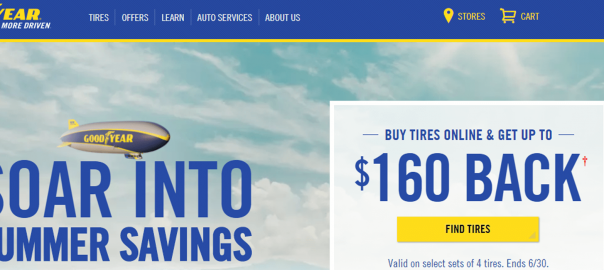 YEAR
MORE DRIVEN
TIRES
OFFERS
LEARN
AUTO SERVICES
ABOUT US
STORES
CART
GOODYEAR
SOAR INTO
UMMER SAVINGS
BUY TIRES ONLINE & GET UP TO
$160 BACK†
FIND TIRES
Valid on select sets of 4 tires. Ends 6/30.